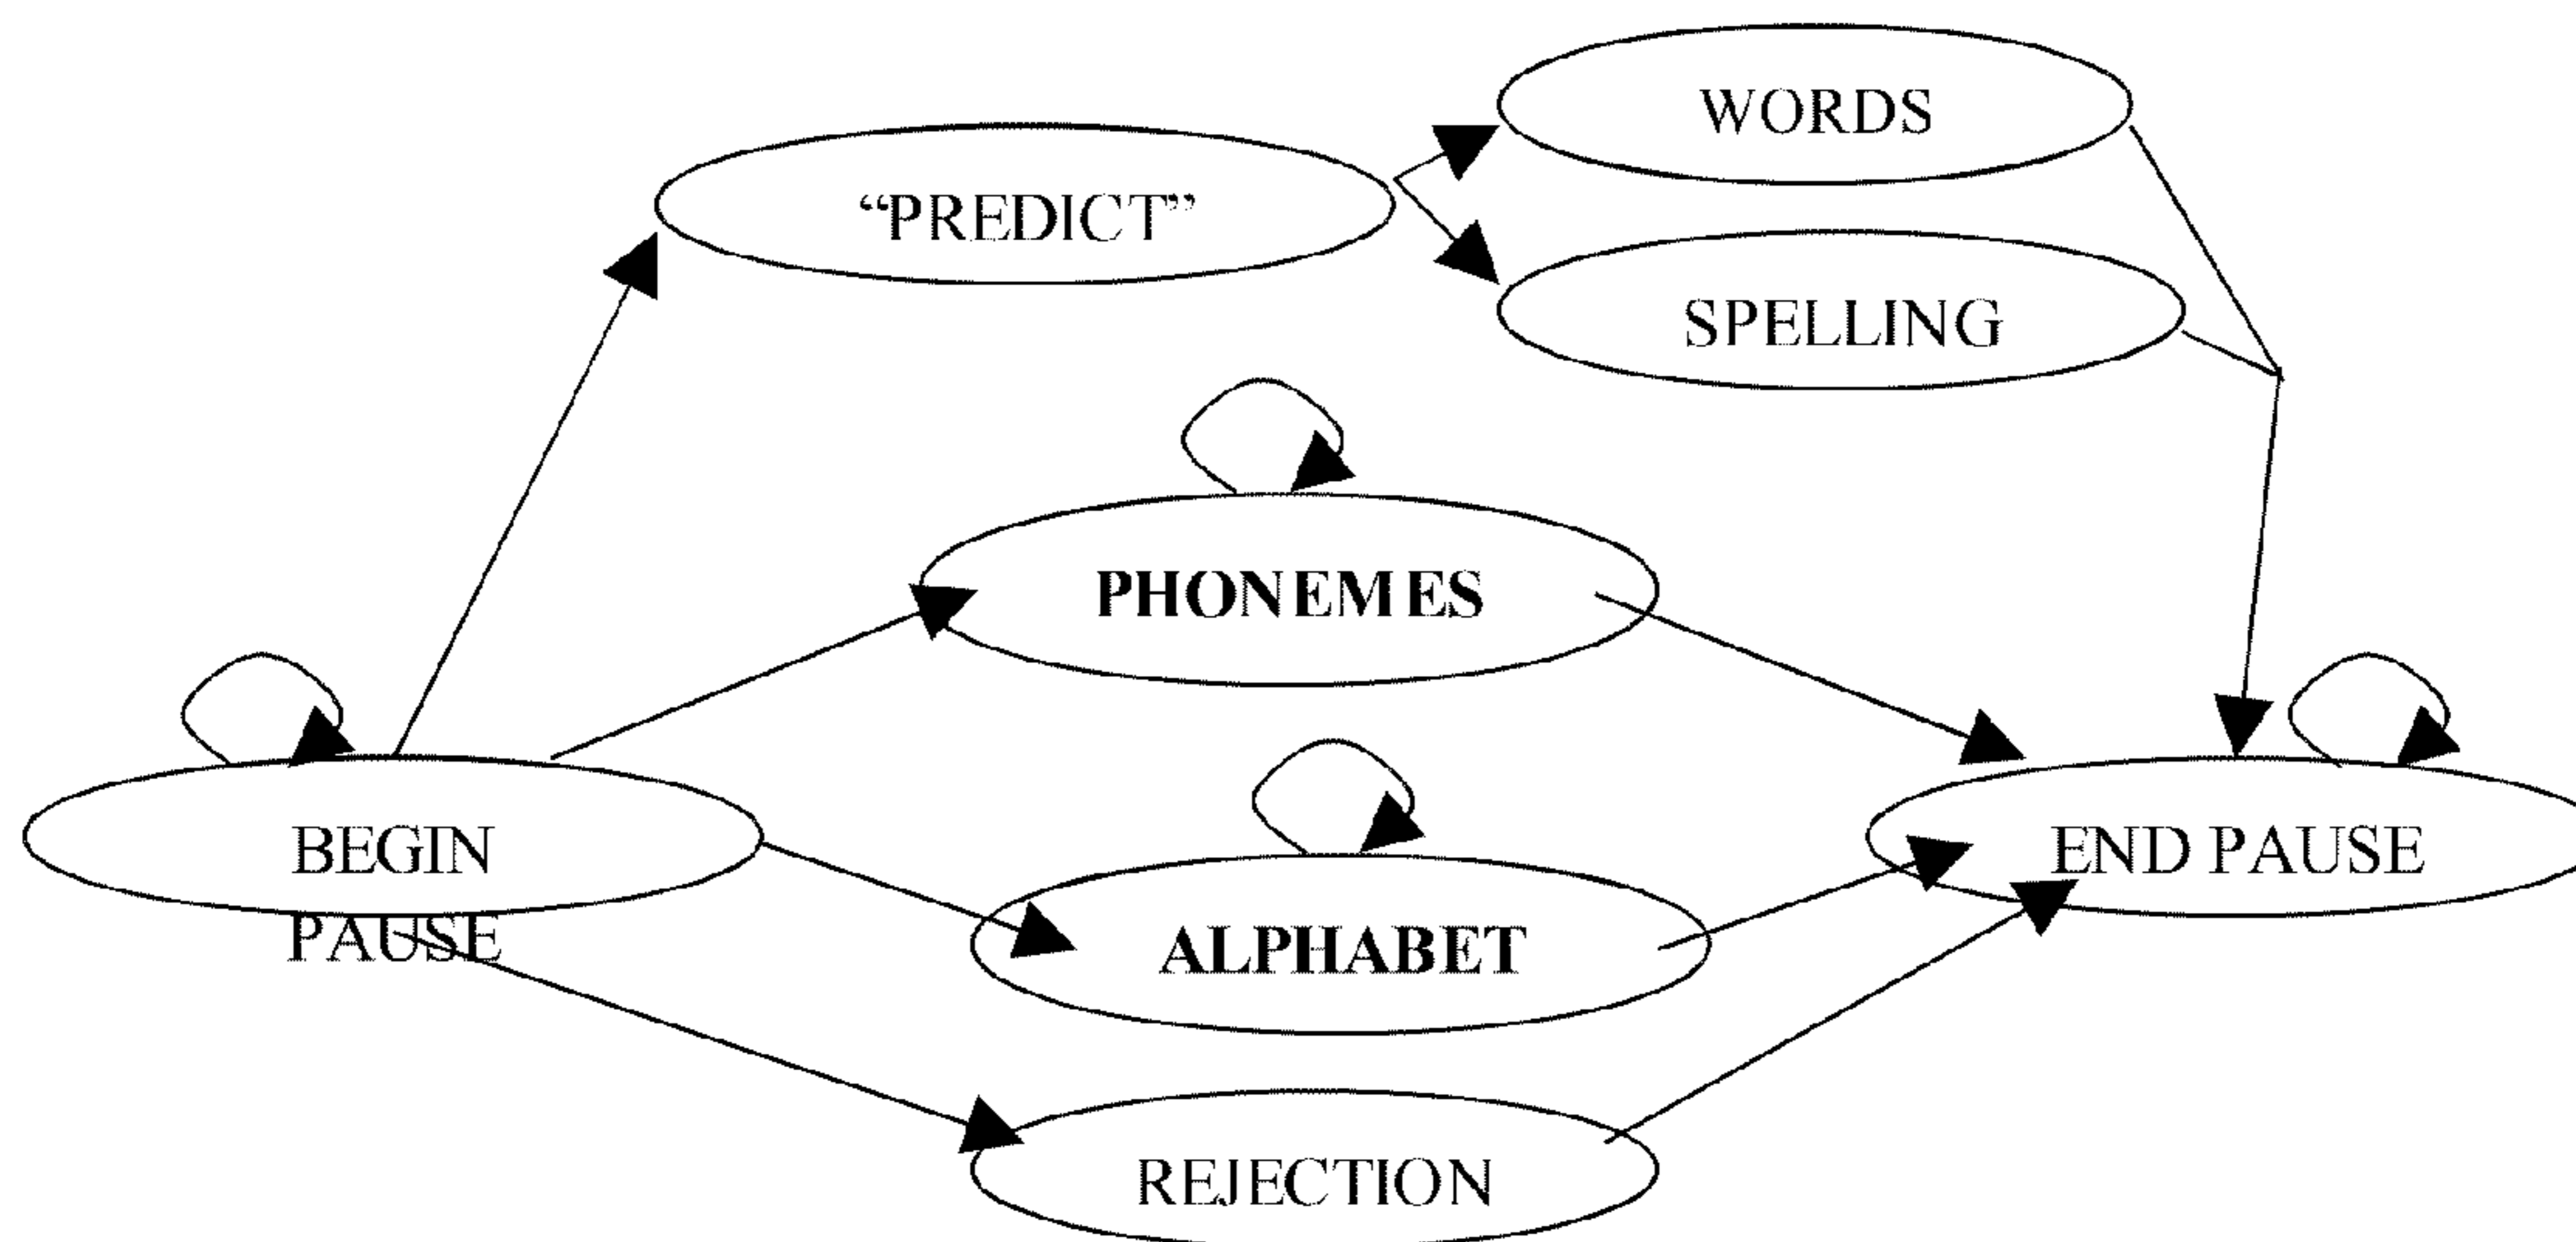 WORDS
“PREDICT”
SPELLING
PHONEMES
BEGIN
PAUSE
END PAUSE
ALPHABET
REJECTION